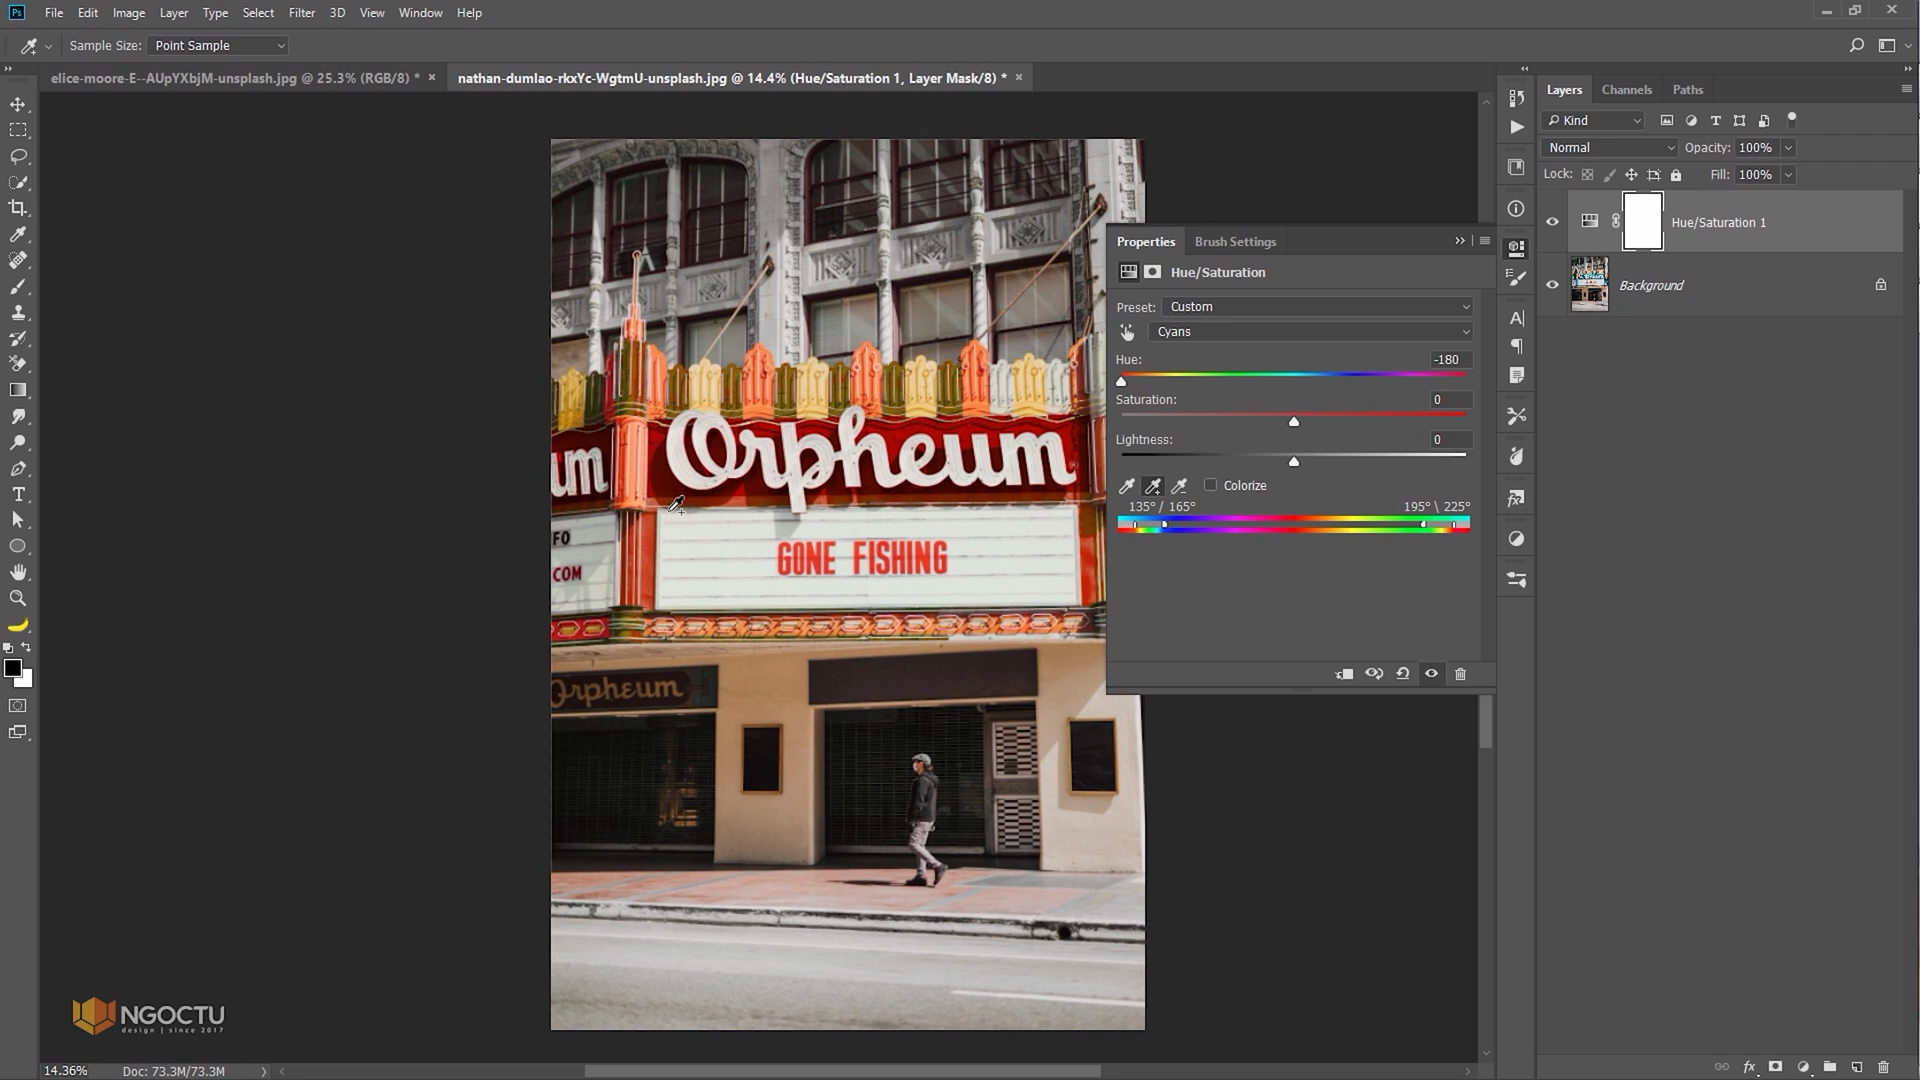 Ps File Edit Image Layer Type Select Filter 3D View Window Help
Sample Size: Point Sample
elice-moore-E--AUpYXbjM-unsplash.jpg @ 25.3% (RGB/8) *
nathan-dumlao-rkxYc-WgtmU-unsplash.jpg @ 14.4% (Hue/Saturation 1, Layer Mask/8) *
Layers Channels Paths
Kind
Normal Opacity: 100%
Lock: Fill: 100%
Hue/Saturation 1
Background
Properties Brush Settings
Hue/Saturation
Preset: Custom
Cyans
Hue: -180
Saturation: 0
Lightness: 0
Colorize
135° / 165° 195° \ 225°
um Orpheum
FO
.COM
GONE FISHING
Orpheum
NGOCTU
design | since 2017
14.36% Doc: 73.3M/73.3M